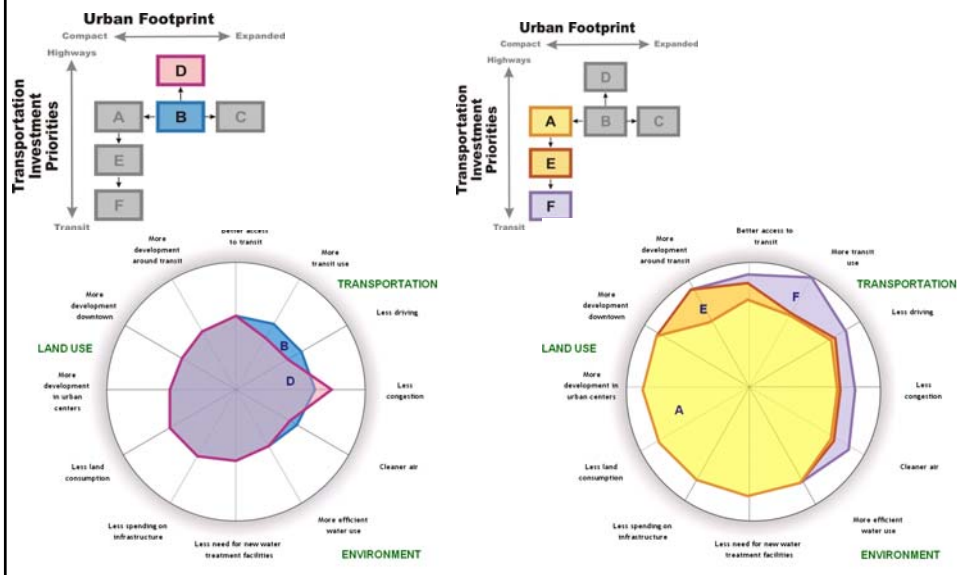 Urban Footprint
Compact
Expanded
Highways
Transportation
Investment
Priorities
Transit
D
A
B
C
E
F
Urban Footprint
Compact
Expanded
Highways
Transportation
Investment
Priorities
Transit
D
A
B
C
E
F
Better access
to transit
More
transit use
TRANSPORTATION
Less driving
Less
congestion
Cleaner air
More efficient
water use
ENVIRONMENT
Less need for new water
treatment facilities
Less spending on
infrastructure
Less land
consumption
More
development
in urban centers
LAND USE
More
development
downtown
More
development
around transit
B
D
Better access to
transit
More transit
use
TRANSPORTATION
Less driving
Less
congestion
Cleaner air
More efficient
water use
ENVIRONMENT
Less need for new water
treatment facilities
Less spending on
infrastructure
Less land
consumption
More
development in
urban centers
LAND USE
More
development
downtown
More
development
around transit
E
F
A